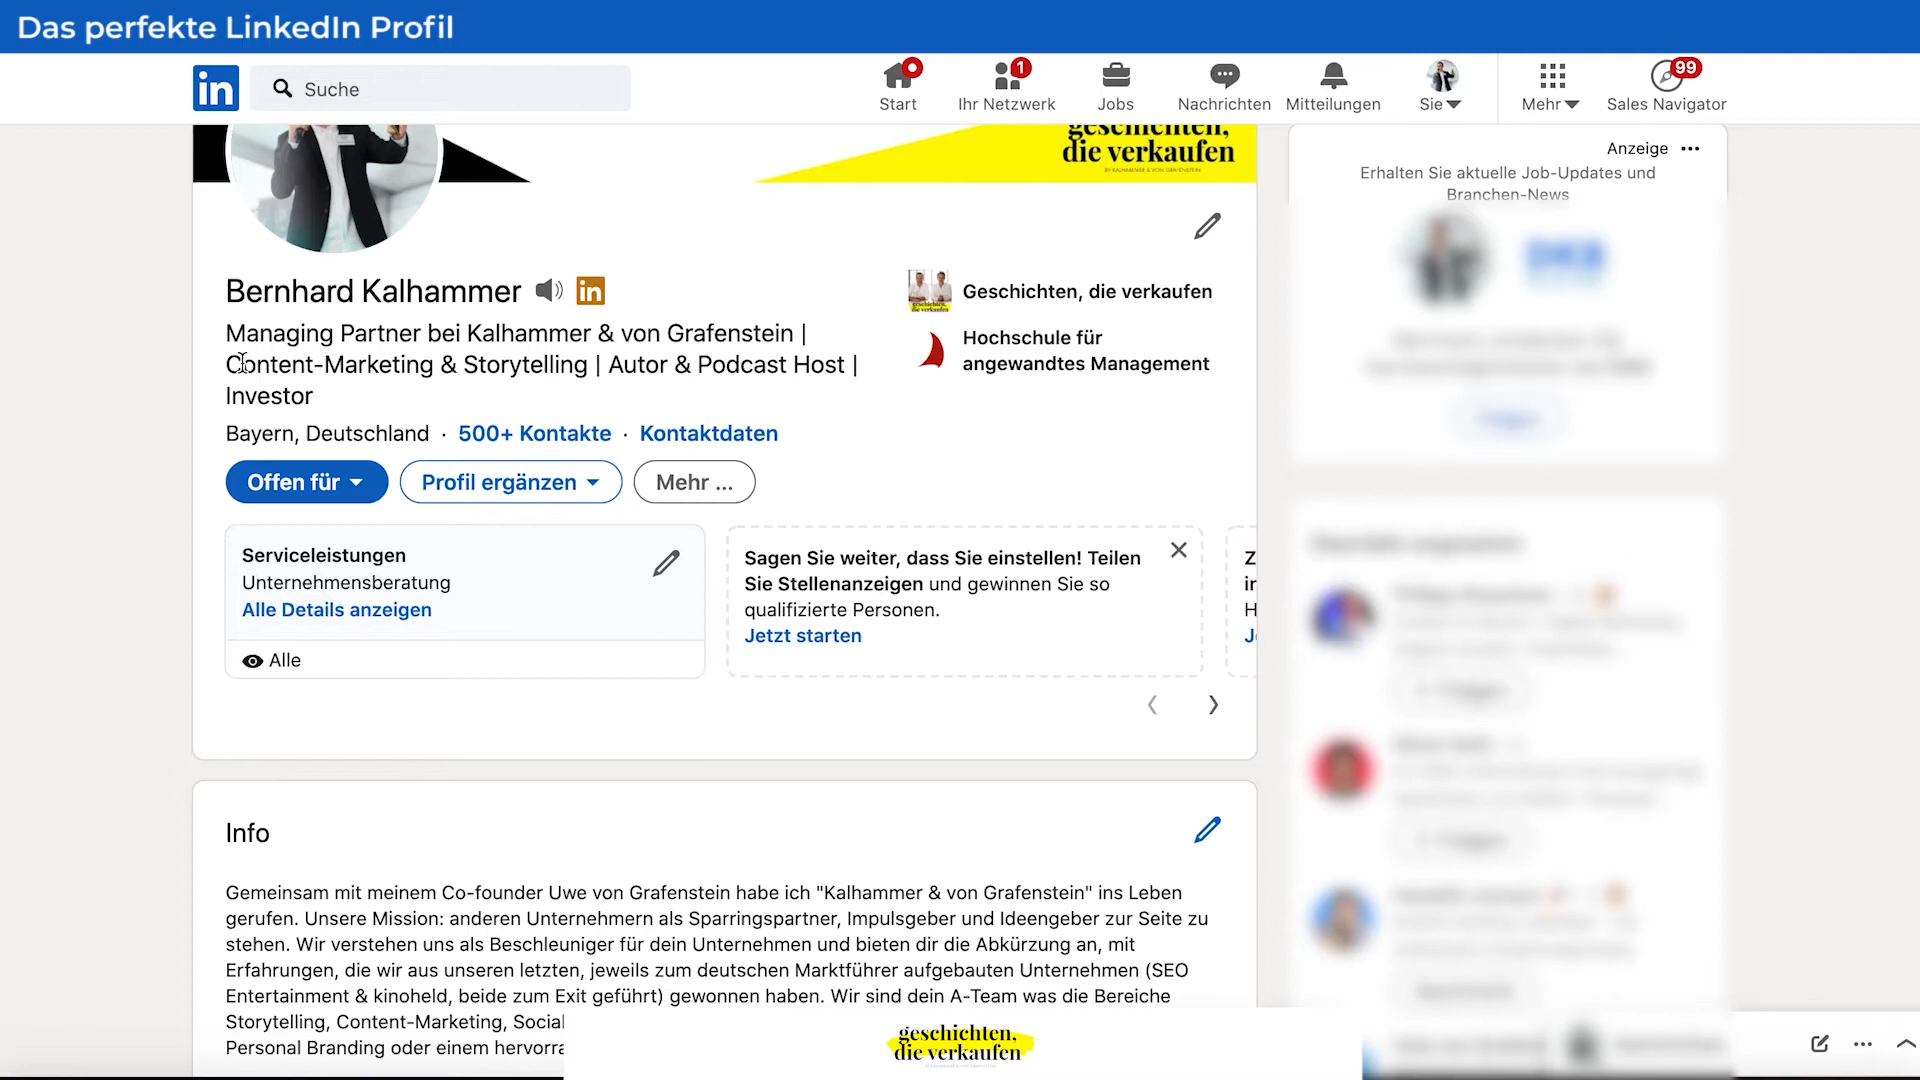 Das perfekte LinkedIn Profil
in
Suche
Start
1
Ihr Netzwerk
Jobs
Nachrichten
Mitteilungen
Sie
Mehr
99
Sales Navigator
geschichten,
die verkaufen
Anzeige
Erhalten Sie aktuelle Job-Updates und
Branchen-News
Bernhard Kalhammer
in
Managing Partner bei Kalhammer & von Grafenstein |
Content-Marketing & Storytelling | Autor & Podcast Host |
Investor
Geschichten, die verkaufen
Hochschule für
angewandtes Management
Bayern, Deutschland · 500+ Kontakte · Kontaktdaten
Offen für
Profil ergänzen
Mehr ...
Serviceleistungen
Unternehmensberatung
Alle Details anzeigen
Alle
Sagen Sie weiter, dass Sie einstellen! Teilen
Sie Stellenanzeigen und gewinnen Sie so
qualifizierte Personen.
Jetzt starten
Info
Gemeinsam mit meinem Co-founder Uwe von Grafenstein habe ich "Kalhammer & von Grafenstein" ins Leben
gerufen. Unsere Mission: anderen Unternehmern als Sparringspartner, Impulsgeber und Ideengeber zur Seite zu
stehen. Wir verstehen uns als Beschleuniger für dein Unternehmen und bieten dir die Abkürzung an, mit
Erfahrungen, die wir aus unseren letzten, jeweils zum deutschen Marktführer aufgebauten Unternehmen (SEO
Entertainment & kinoheld, beide zum Exit geführt) gewonnen haben. Wir sind dein A-Team was die Bereiche
Storytelling, Content-Marketing, Social
Personal Branding oder einem hervorra
geschichten,
die verkaufen